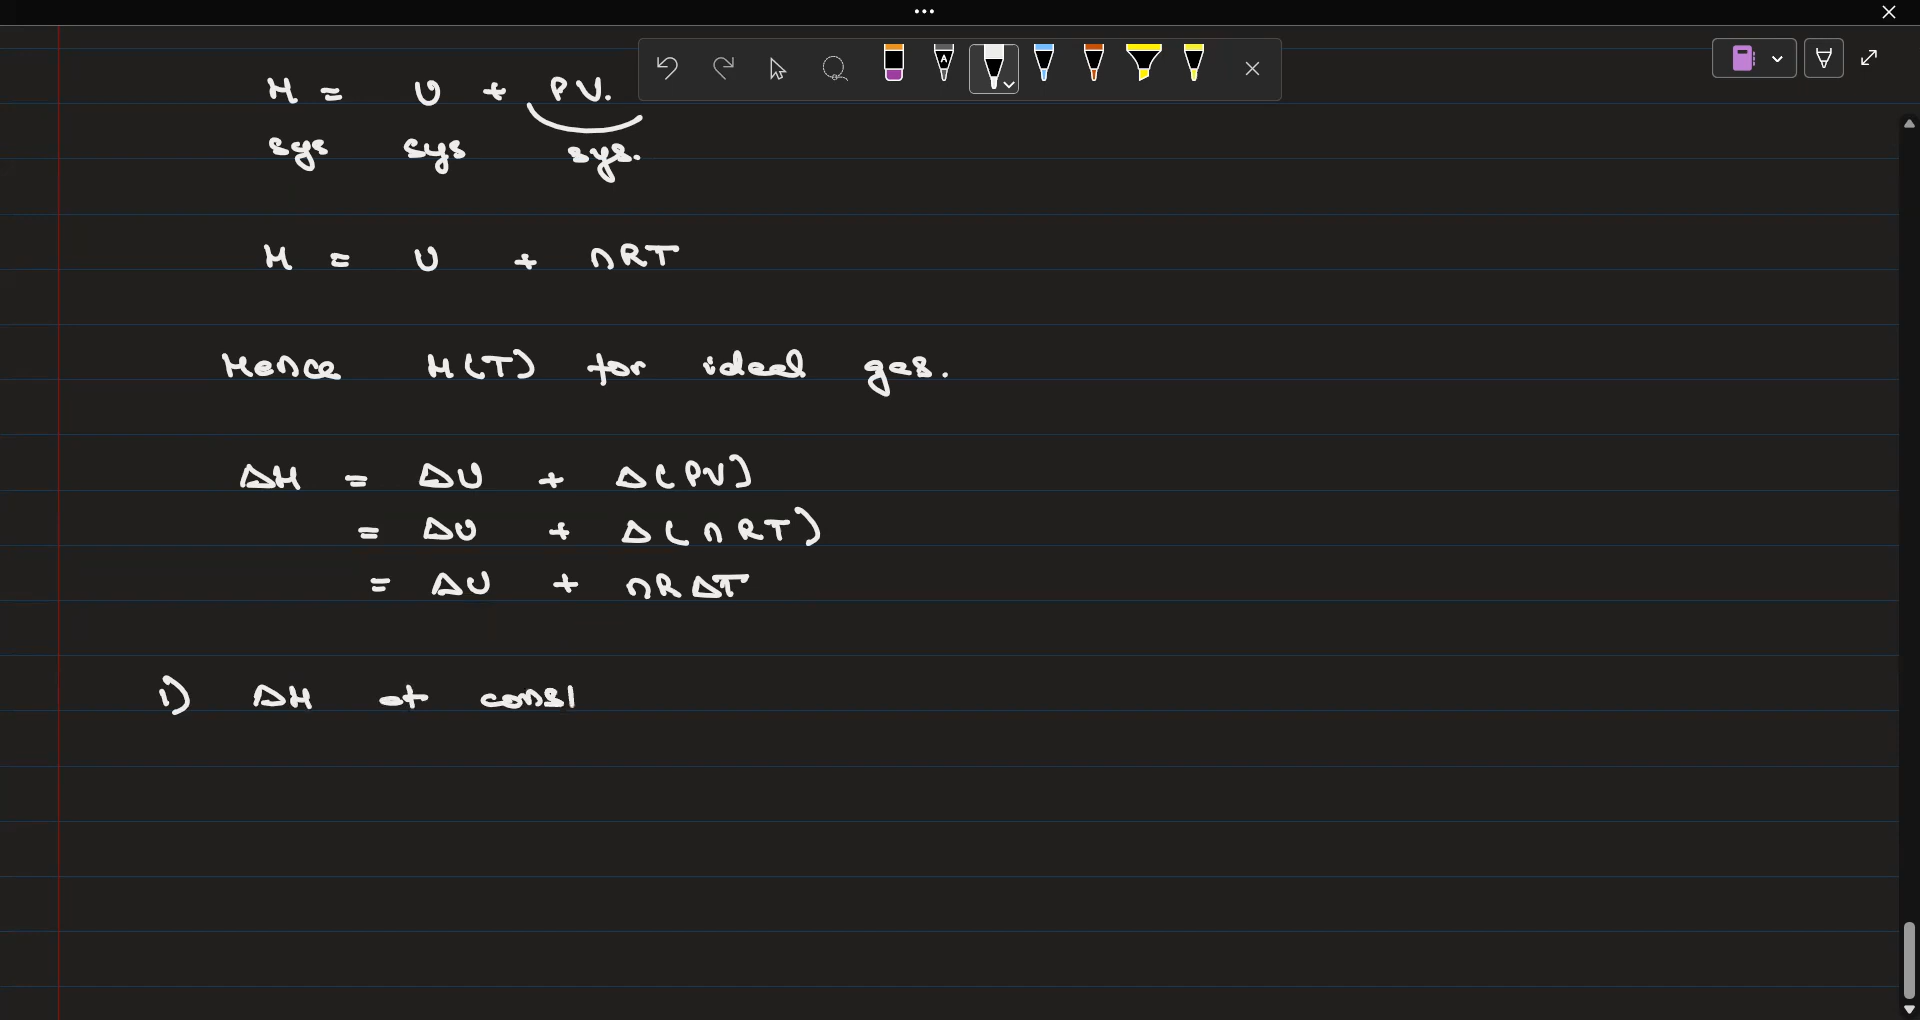 H = U + PV.
sys sys sys.
H = U + nRT
Hence H(T) for ideal gas.
ΔH = ΔU + Δ(PV)
= ΔU + Δ(nRT)
= ΔU + nRΔT
1) ΔH at const